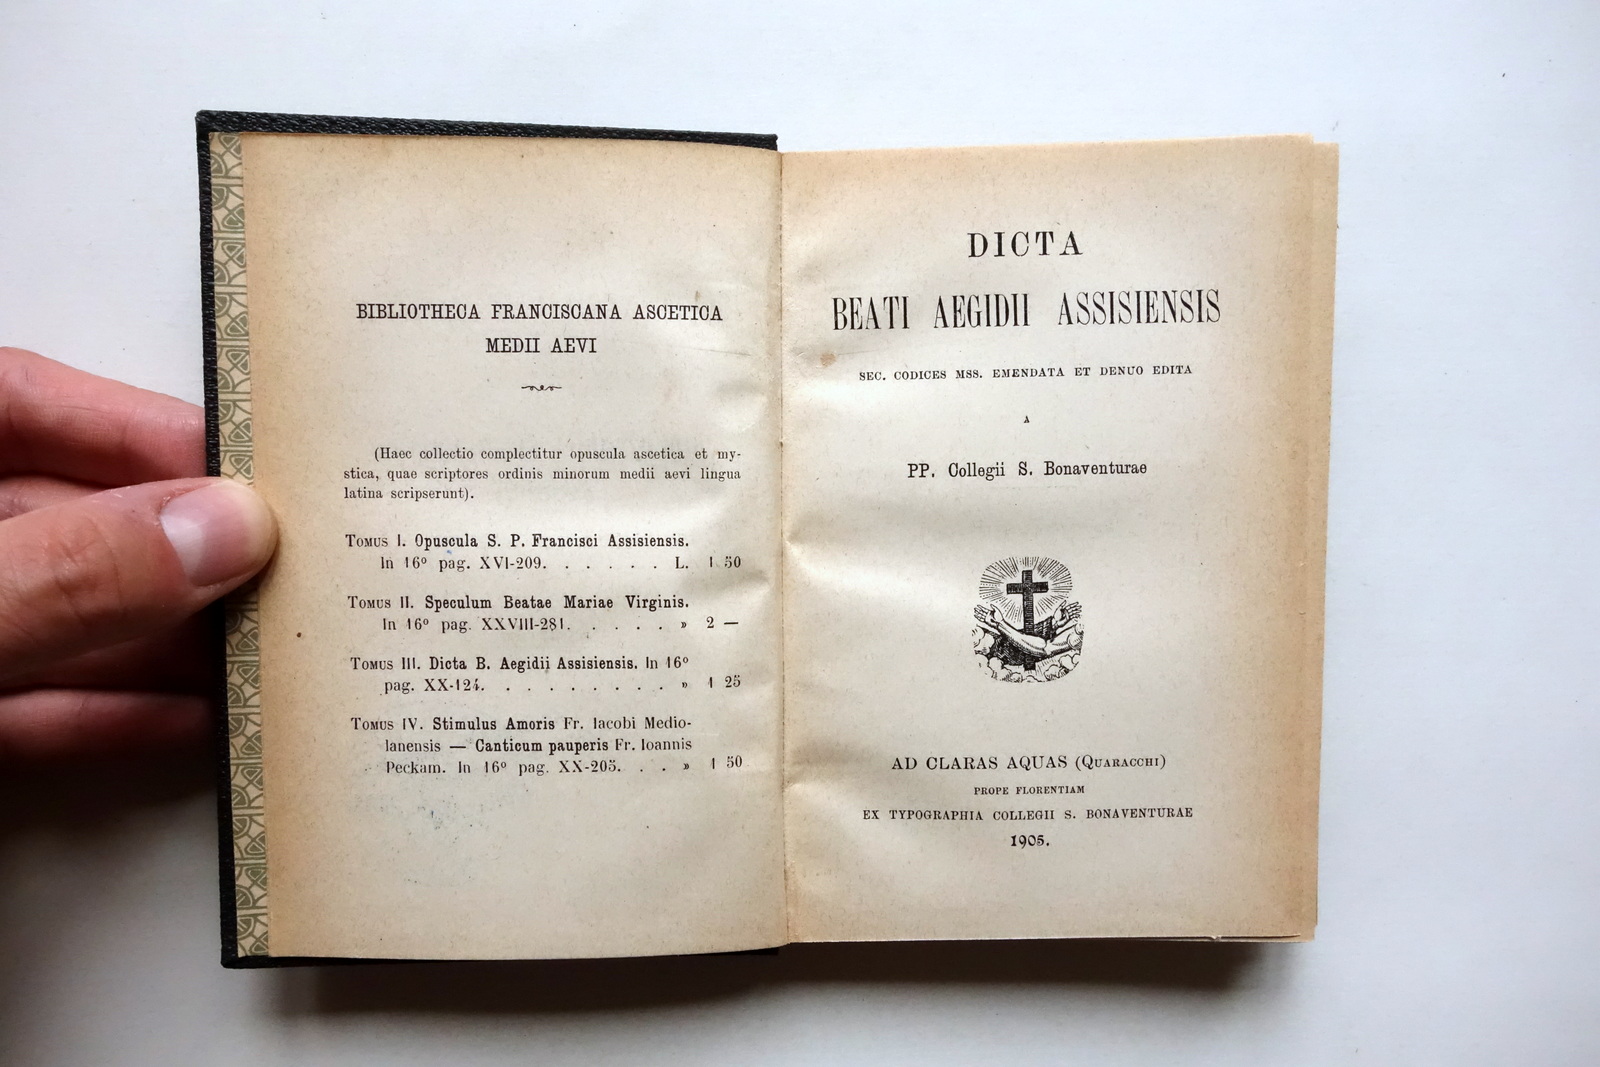 BIBLIOTHECA FRANCISCANA ASCETICA
MEDII AEVI
(Haec collectio complectitur opuscula ascetica et my-
stica, quae scriptores ordinis minorum medii aevi lingua
latina scripserunt).
TOMUS I. Opuscula S. P. Francisci Assisiensis.
In 16º pag. XVI-209. . . . . . L. 1 50
TOMUS II. Speculum Beatae Mariae Virginis.
In 16º pag. XXVIII-281. . . . . » 2 —
TOMUS III. Dicta B. Aegidii Assisiensis. In 16º
pag. XX-124. . . . . . . . . » 1 25
TOMUS IV. Stimulus Amoris Fr. Iacobi Medio-
lanensis — Canticum pauperis Fr. Ioannis
Peckam. In 16º pag. XX-205. . . » 1 50
DICTA
BEATI AEGIDII ASSISIENSIS
SEC. CODICES MSS. EMENDATA ET DENUO EDITA
A
PP. Collegii S. Bonaventurae
AD CLARAS AQUAS (QUARACCHI)
PROPE FLORENTIAM
EX TYPOGRAPHIA COLLEGII S. BONAVENTURAE
1905.